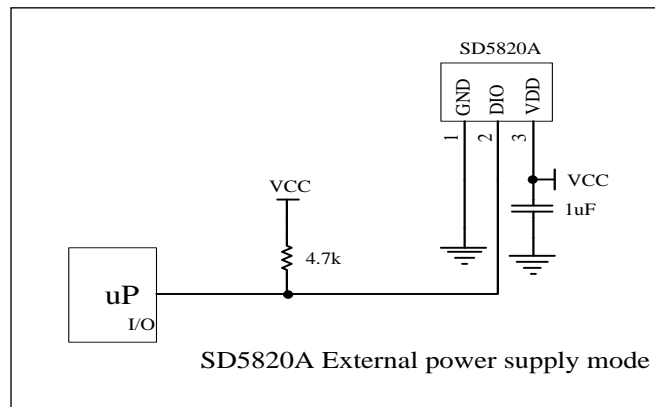 SD5820A
GND
DIO
VDD
1
2
3
VCC
VCC
1uF
4.7k
uP
I/O
SD5820A External power supply mode